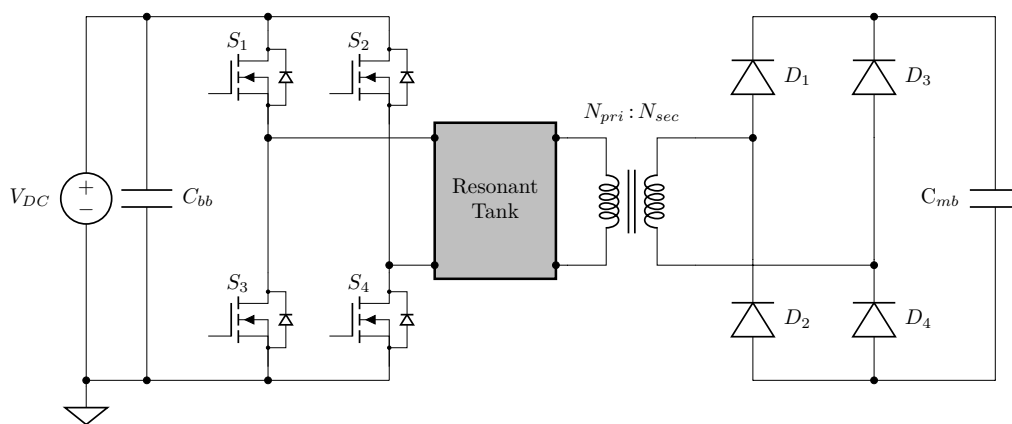 S₁
S₂
D₁
D₃
N_pri : N_sec
V_DC
+
−
C_bb
Resonant
Tank
C_mb
S₃
S₄
D₂
D₄